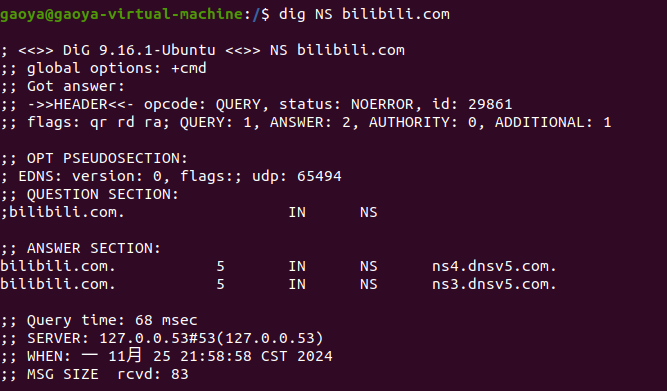 gaoya@gaoya-virtual-machine:/$ dig NS bilibili.com
; <<>> DiG 9.16.1-Ubuntu <<>> NS bilibili.com
;; global options: +cmd
;; Got answer:
;; ->>HEADER<<- opcode: QUERY, status: NOERROR, id: 29861
;; flags: qr rd ra; QUERY: 1, ANSWER: 2, AUTHORITY: 0, ADDITIONAL: 1
;; OPT PSEUDOSECTION:
; EDNS: version: 0, flags:; udp: 65494
;; QUESTION SECTION:
;bilibili.com. IN NS
;; ANSWER SECTION:
bilibili.com. 5 IN NS ns4.dnsv5.com.
bilibili.com. 5 IN NS ns3.dnsv5.com.
;; Query time: 68 msec
;; SERVER: 127.0.0.53#53(127.0.0.53)
;; WHEN: 一 11月 25 21:58:58 CST 2024
;; MSG SIZE rcvd: 83